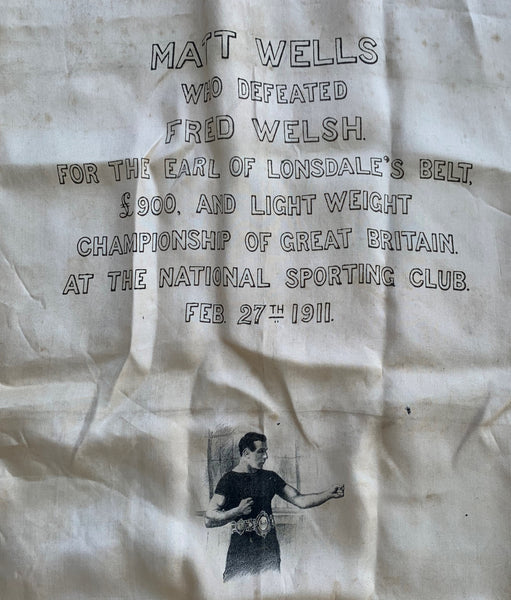 MATT WELLS
WHO DEFEATED
FRED WELSH.
FOR THE EARL OF LONSDALE'S BELT,
£900, AND LIGHT WEIGHT
CHAMPIONSHIP OF GREAT BRITAIN.
AT THE NATIONAL SPORTING CLUB.
FEB. 27TH 1911.